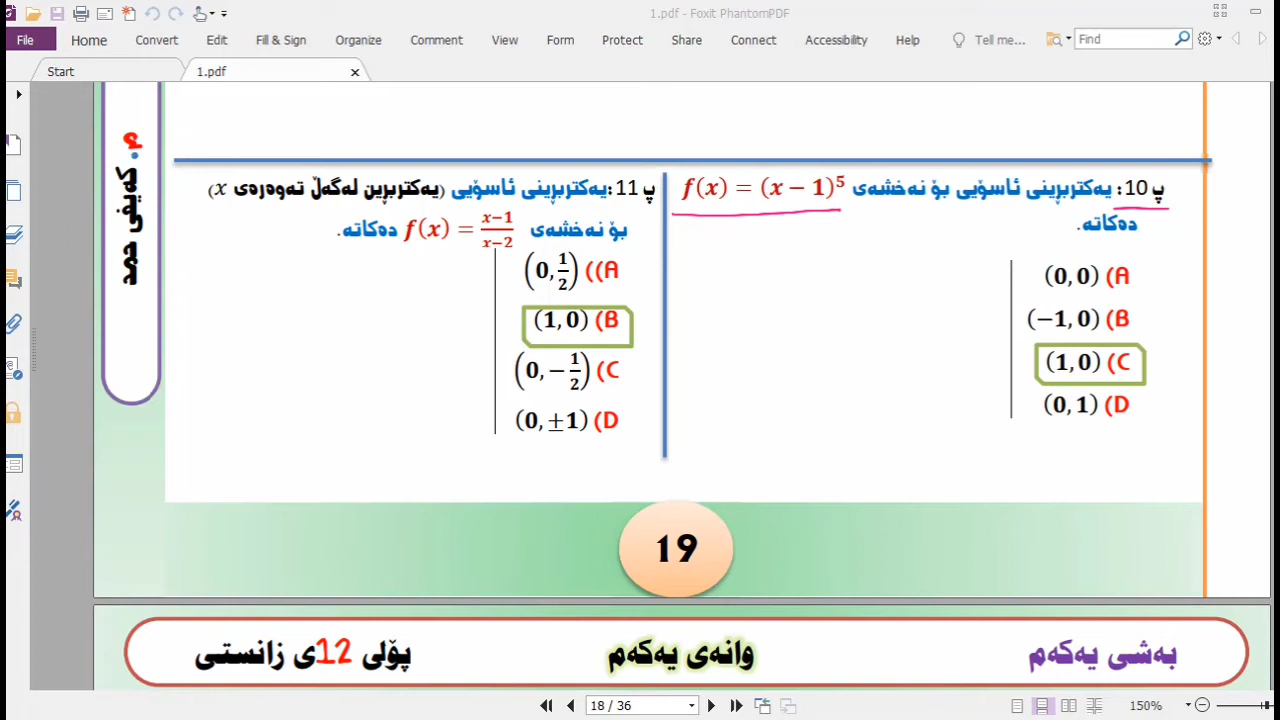 1.pdf - Foxit PhantomPDF
File Home Convert Edit Fill & Sign Organize Comment View Form Protect Share Connect Accessibility Help Tell me... Find
Start 1.pdf x
م. کەیفی حمد
پ 10: یەکتربڕینی ئاسۆیی بۆ نەخشەی f(x) = (x − 1)⁵
دەکاتە.
A) (0, 0)
B) (−1, 0)
C) (1, 0)
D) (0, 1)
پ 11: یەکتربڕینی ئاسۆیی (یەکتربڕین لەگەڵ تەوەرەی x)
بۆ نەخشەی f(x) = (x−1)/(x−2) دەکاتە.
A)) (0, 1/2)
B) (1, 0)
C) (0, −1/2)
D) (0, ±1)
19
بەشی یەکەم
وانەی یەکەم
پۆلی 12ی زانستی
18 / 36
150%